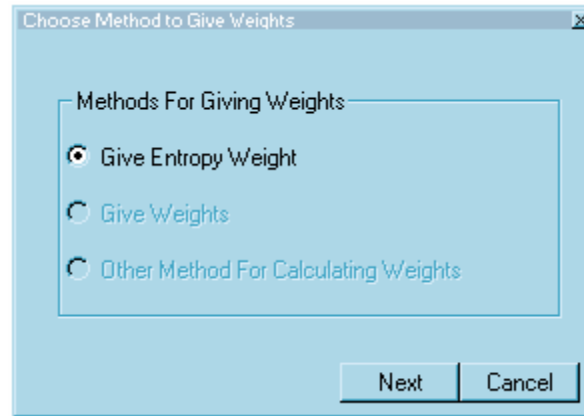 Choose Method to Give Weights
Methods For Giving Weights
Give Entropy Weight
Give Weights
Other Method For Calculating Weights
Next Cancel